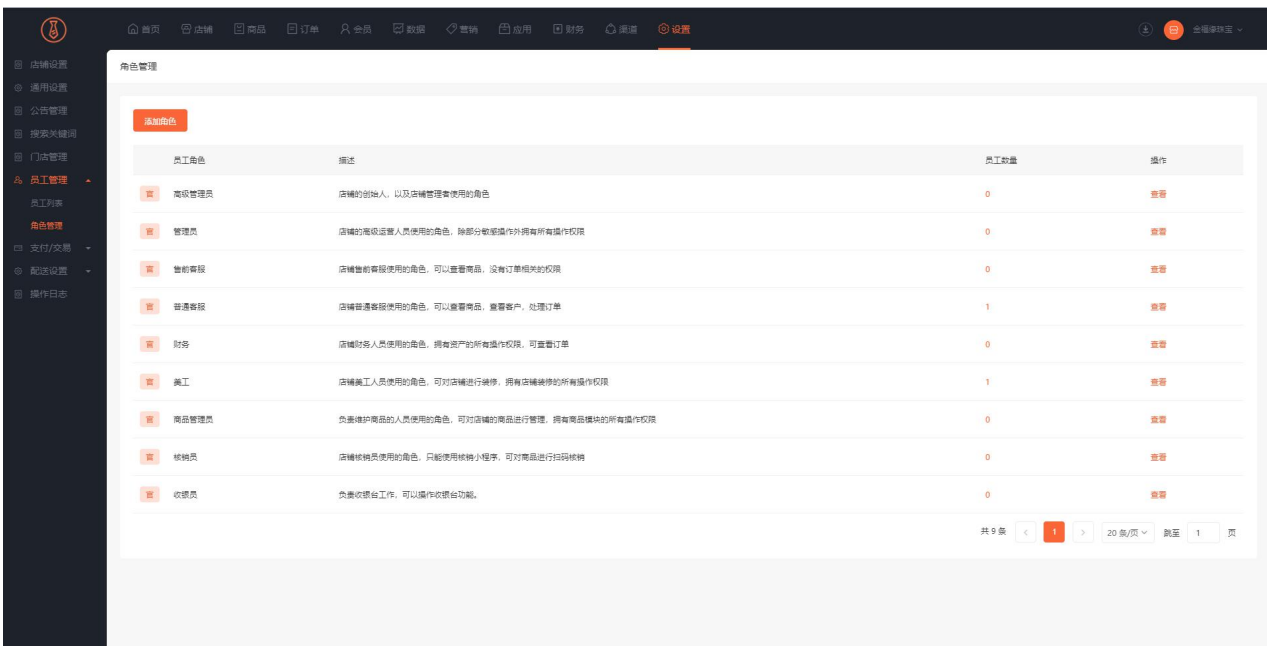 首页 店铺 商品 订单 会员 数据 营销 应用 财务 渠道 设置
店铺设置
通用设置
公告管理
搜索关键词
门店管理
员工管理
员工列表
角色管理
支付/交易
配送设置
操作日志
角色管理
添加角色
员工角色 描述 员工数量 操作
官 高级管理员 店铺的创始人，以及店铺管理者使用的角色 0 查看
官 管理员 店铺的高级运营人员使用的角色，除部分敏感操作外拥有所有操作权限 0 查看
官 售前客服 店铺售前客服使用的角色，可以查看商品，没有订单相关的权限 0 查看
官 普通客服 店铺普通客服使用的角色，可以查看商品，查看客户，处理订单 1 查看
官 财务 店铺财务人员使用的角色，拥有资产的所有操作权限，可查看订单 0 查看
官 美工 店铺美工人员使用的角色，可对店铺进行装修，拥有店铺装修的所有操作权限 1 查看
官 商品管理员 负责维护商品的人员使用的角色，可对店铺的商品进行管理，拥有商品模块的所有操作权限 0 查看
官 核销员 店铺核销员使用的角色，只能使用核销小程序，可对商品进行扫码核销 0 查看
官 收银员 负责收银台工作，可以操作收银台功能。 0 查看
共 9 条 < 1 > 20 条/页 跳至 1 页